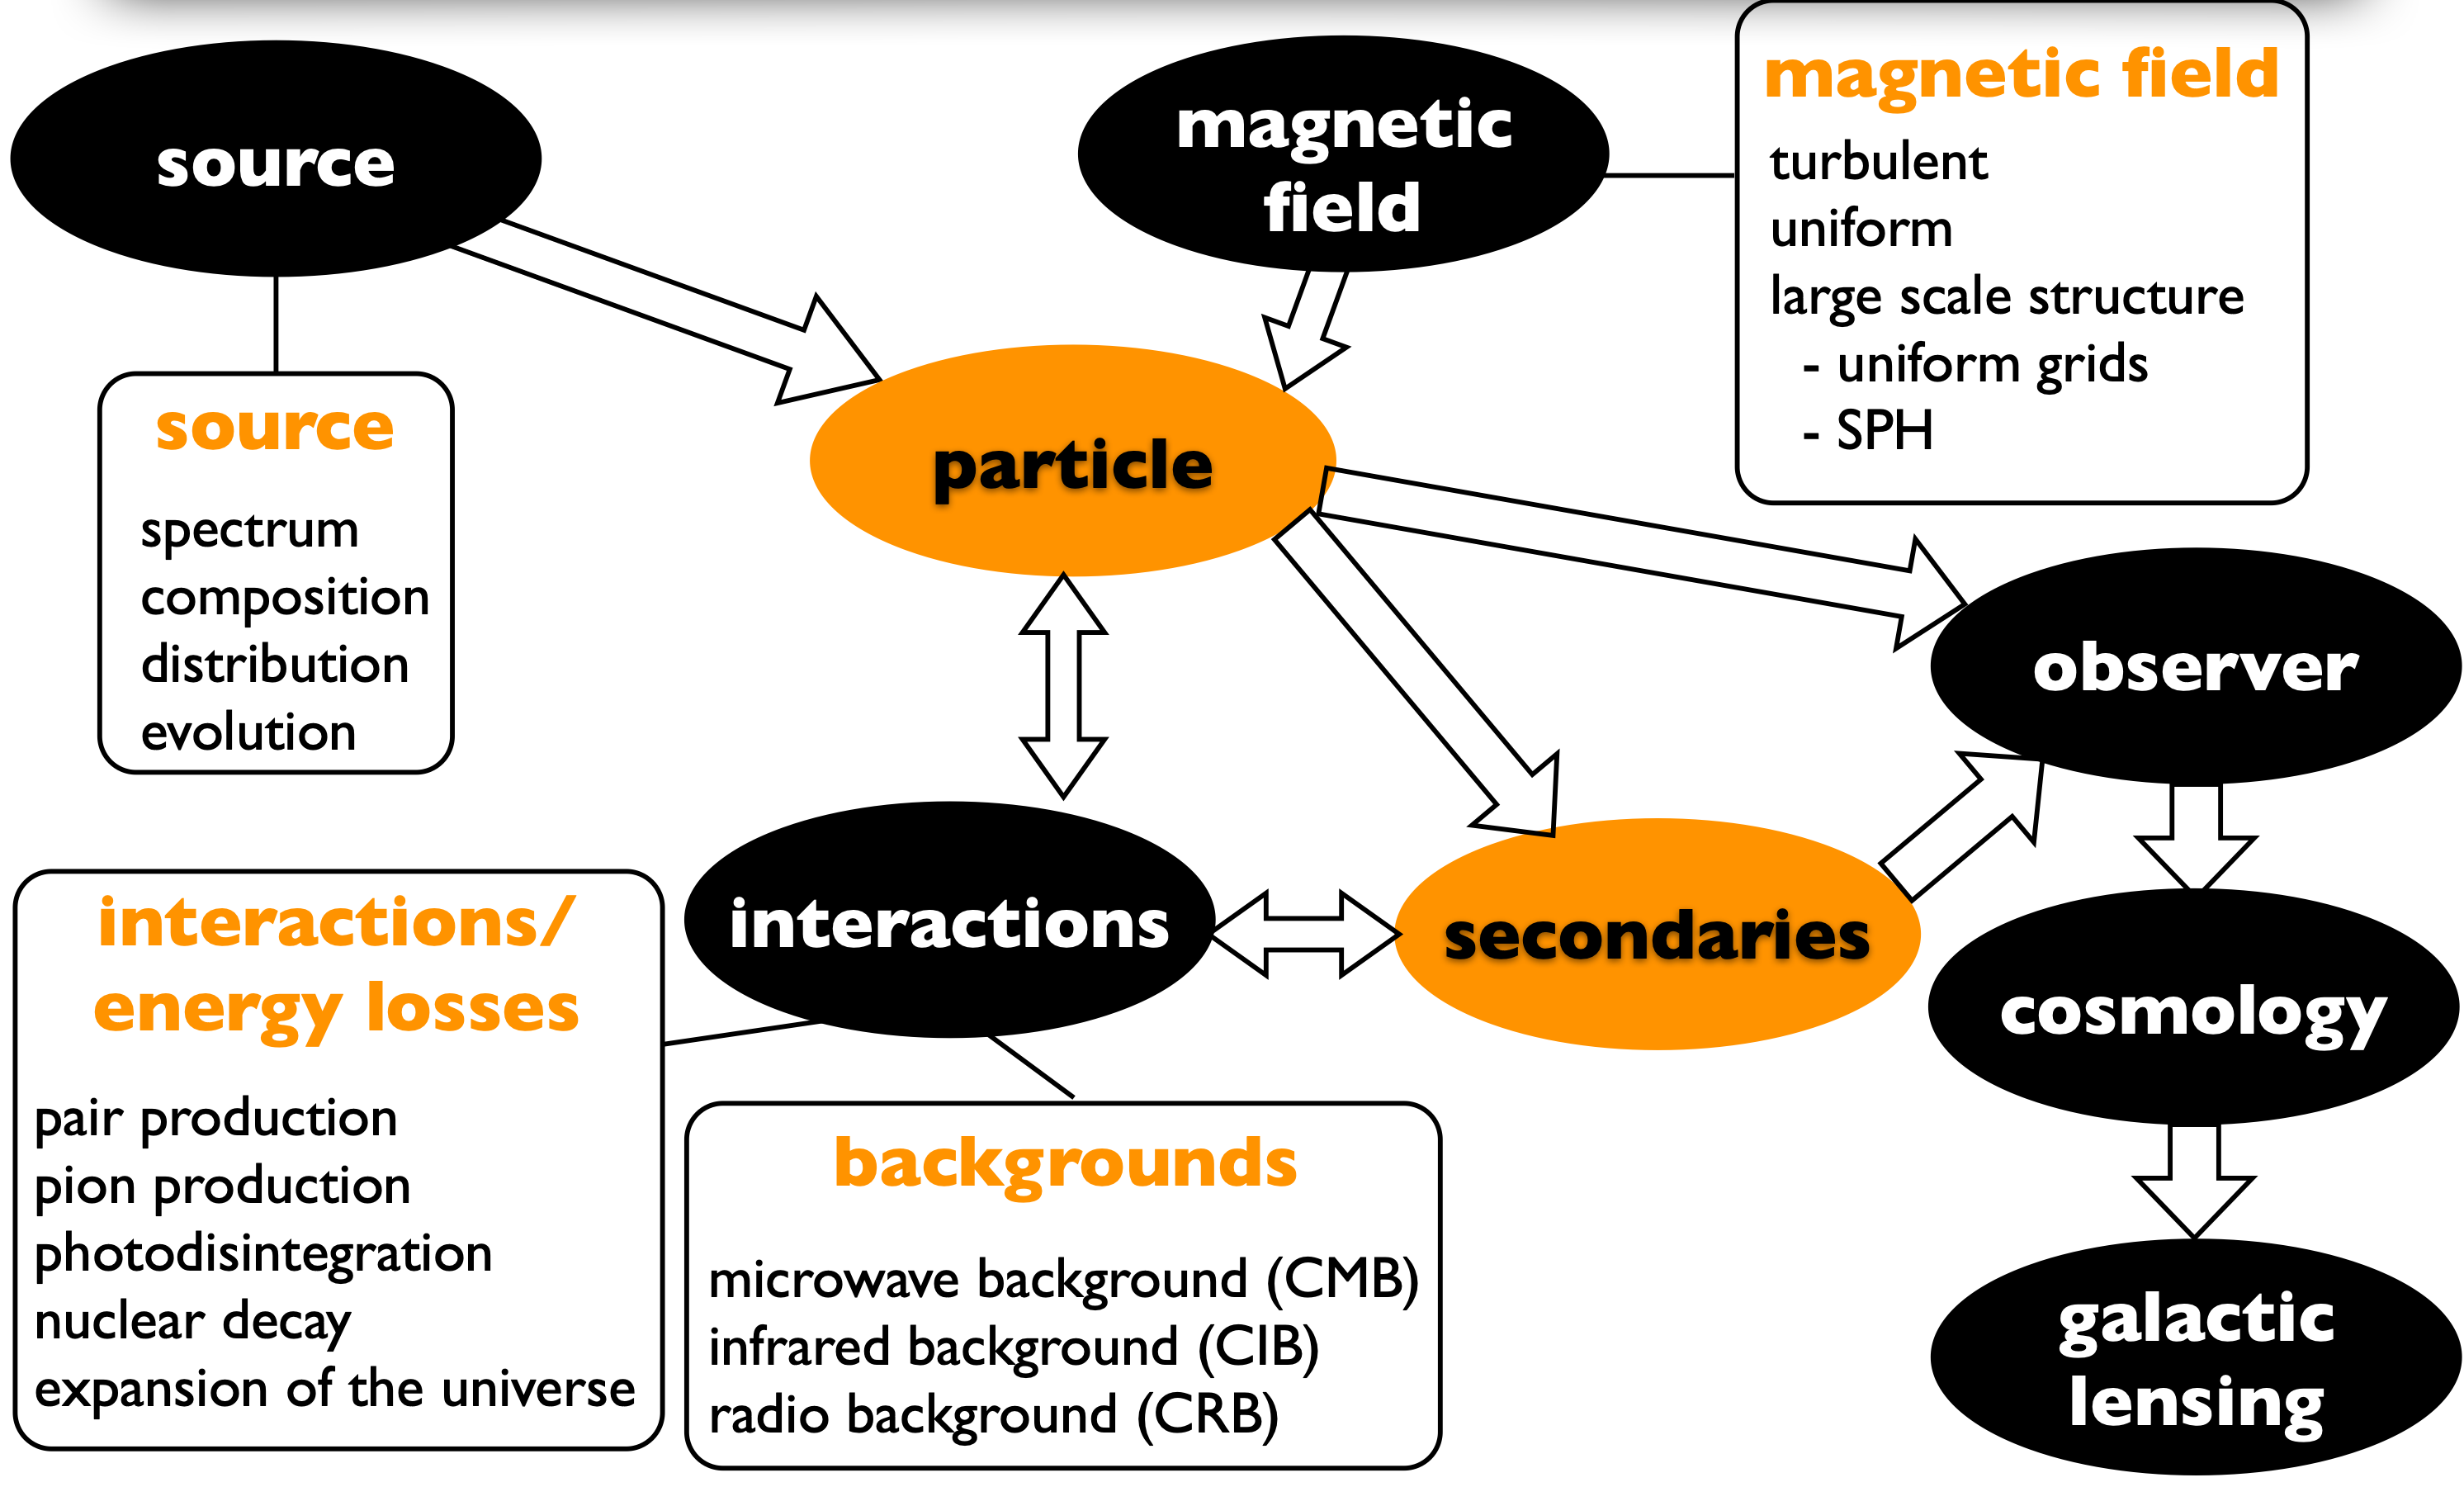 source
magnetic
field
magnetic field
turbulent
uniform
large scale structure
- uniform grids
- SPH
source
spectrum
composition
distribution
evolution
particle
observer
interactions
secondaries
cosmology
galactic
lensing
interactions/
energy losses
pair production
pion production
photodisintegration
nuclear decay
expansion of the universe
backgrounds
microwave background (CMB)
infrared background (CIB)
radio background (CRB)